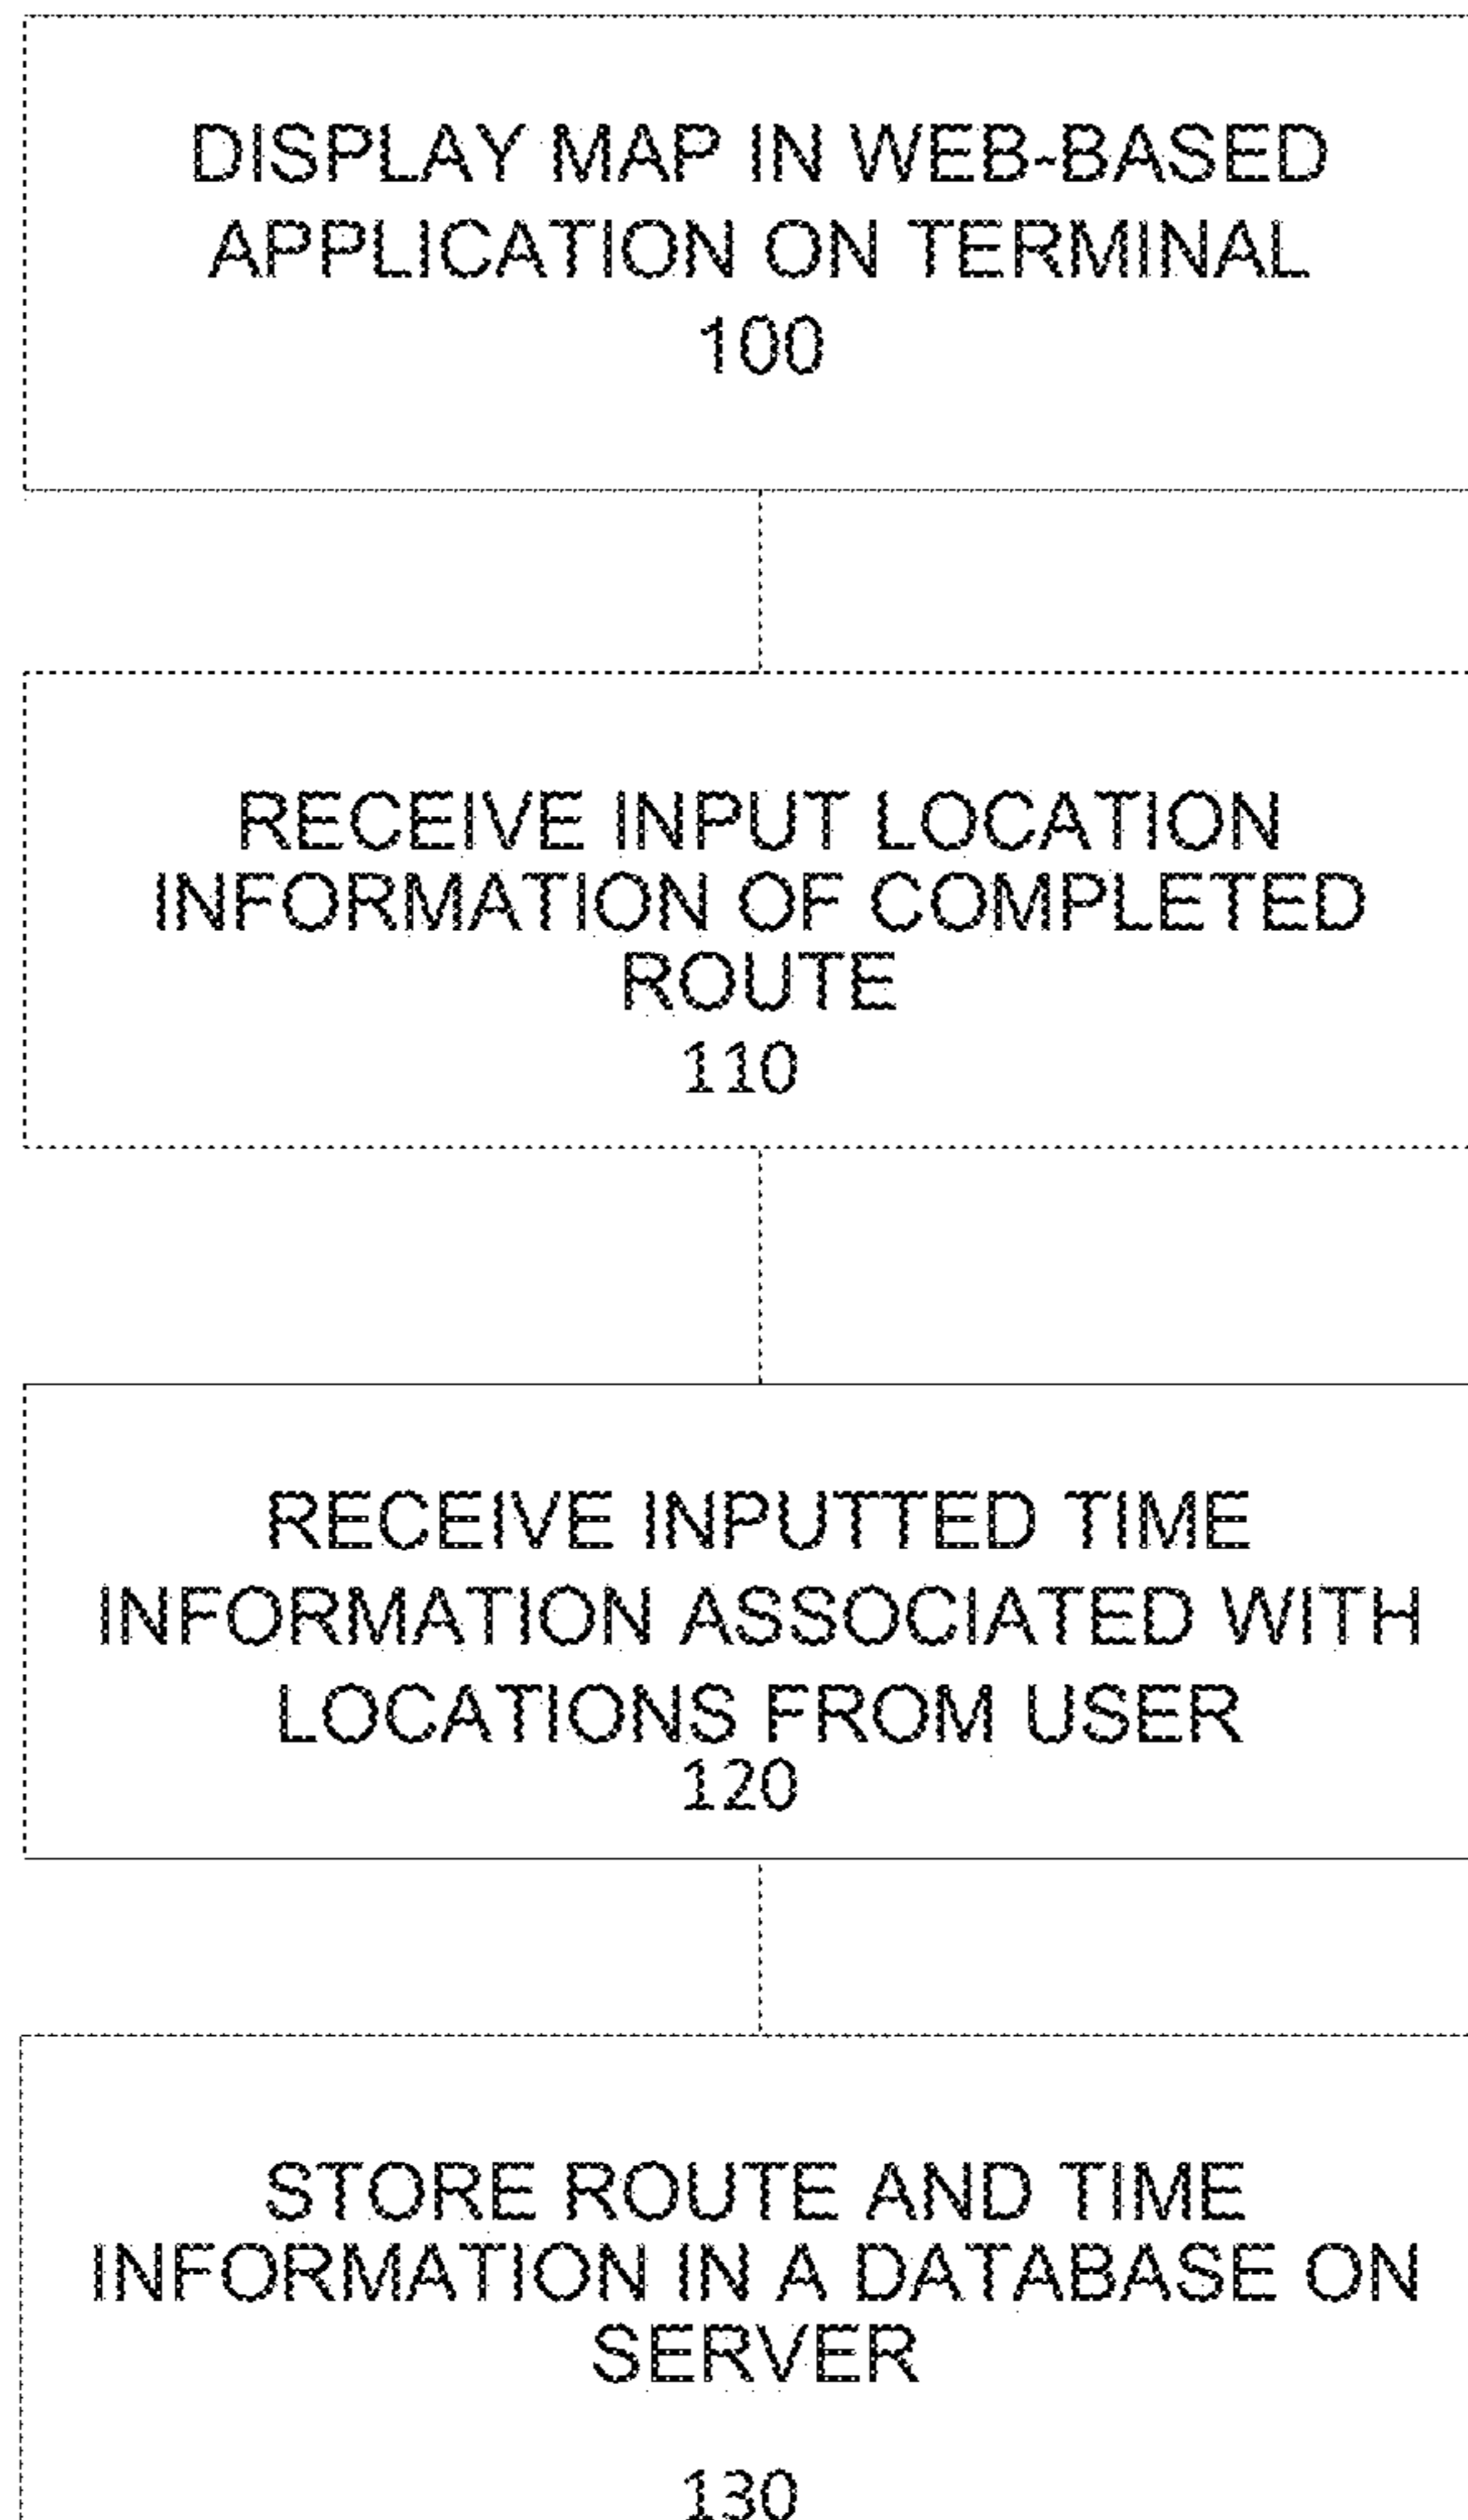 DISPLAY MAP IN WEB-BASED
APPLICATION ON TERMINAL
100
RECEIVE INPUT LOCATION
INFORMATION OF COMPLETED
ROUTE
110
RECEIVE INPUTTED TIME
INFORMATION ASSOCIATED WITH
LOCATIONS FROM USER
120
STORE ROUTE AND TIME
INFORMATION IN A DATABASE ON
SERVER
130